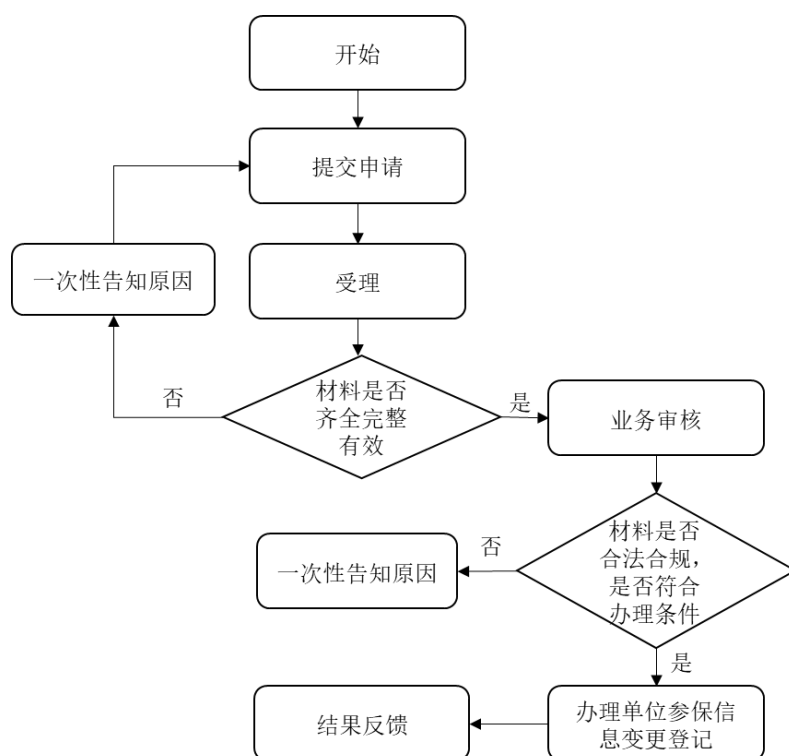 开始
提交申请
一次性告知原因
受理
否
材料是否
齐全完整
有效
是
业务审核
一次性告知原因
否
材料是否
合法合规，
是否符合
办理条件
是
结果反馈
办理单位参保信
息变更登记